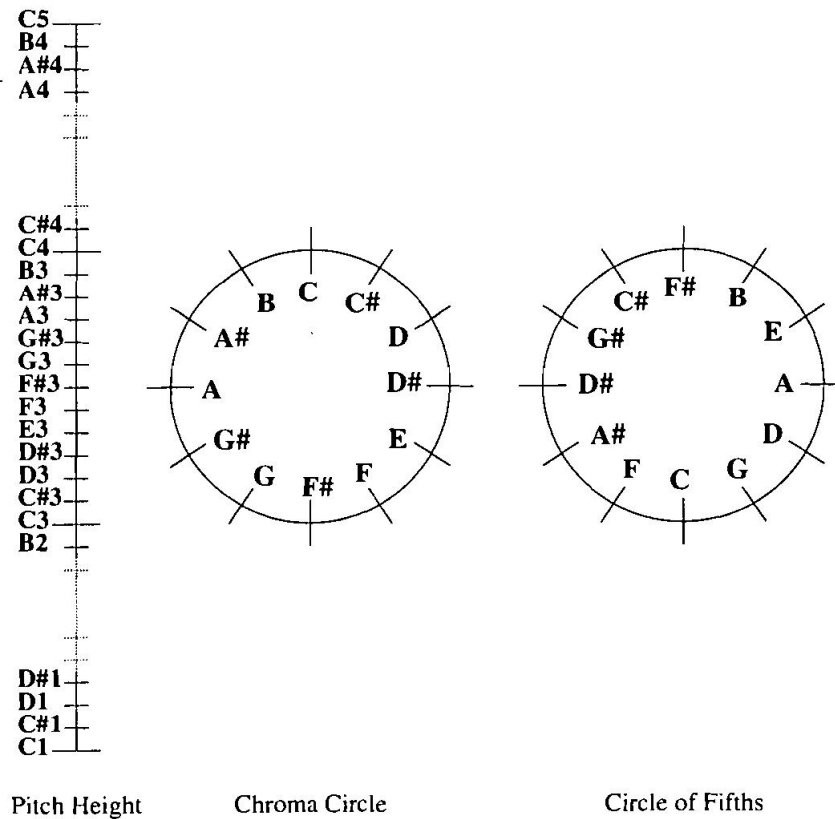 C5
B4
A#4
A4
C#4
C4
B3
A#3
A3
G#3
G3
F#3
F3
E3
D#3
D3
C#3
C3
B2
D#1
D1
C#1
C1
Pitch Height
C
C#
D
D#
E
F
F#
G
G#
A
A#
B
Chroma Circle
F#
B
E
A
D
G
C
F
A#
D#
G#
C#
Circle of Fifths